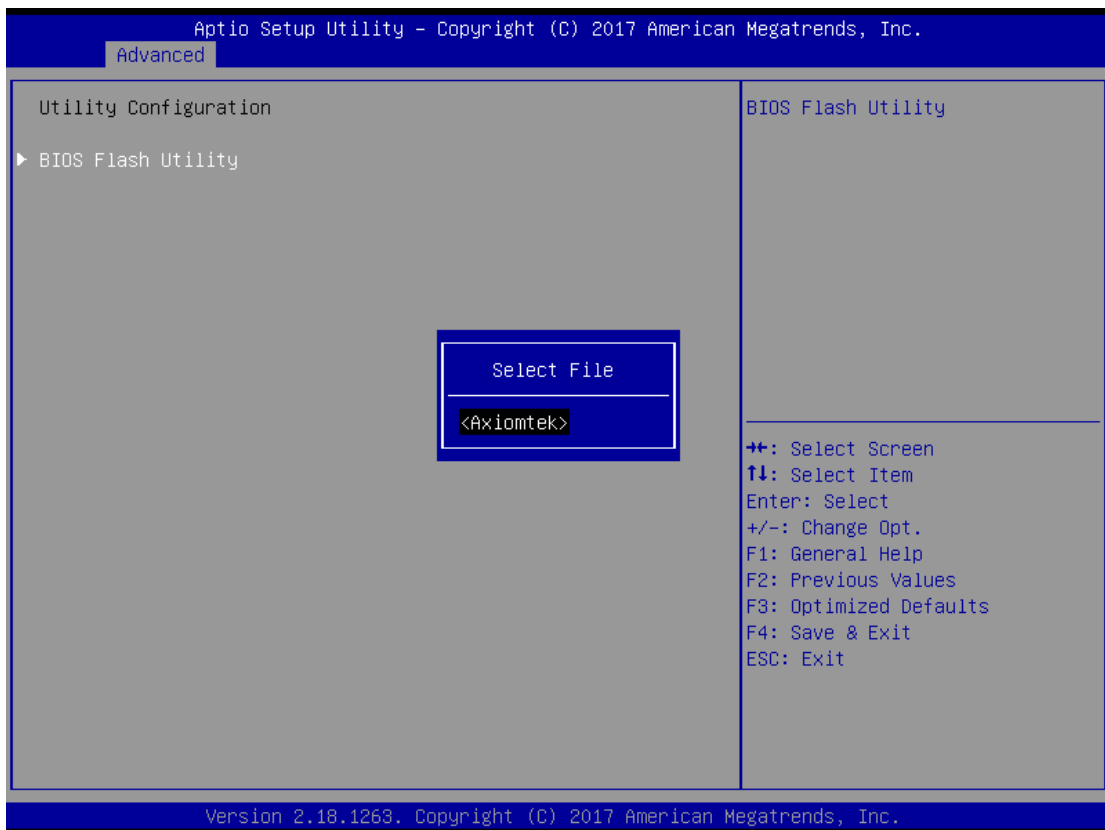 Aptio Setup Utility – Copyright (C) 2017 American Megatrends, Inc.
Advanced
Utility Configuration
▶ BIOS Flash Utility
Select File
<Axiomtek>
BIOS Flash Utility
→←: Select Screen
↑↓: Select Item
Enter: Select
+/-: Change Opt.
F1: General Help
F2: Previous Values
F3: Optimized Defaults
F4: Save & Exit
ESC: Exit
Version 2.18.1263. Copyright (C) 2017 American Megatrends, Inc.